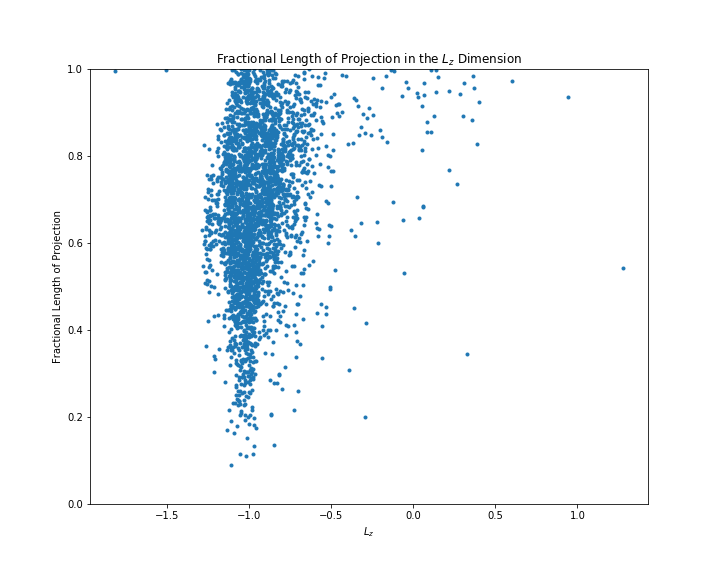 Fractional Length of Projection in the $L_z$ Dimension
1.0
0.8
0.6
0.4
0.2
0.0
Fractional Length of Projection
−1.5 −1.0 −0.5 0.0 0.5 1.0
$L_z$